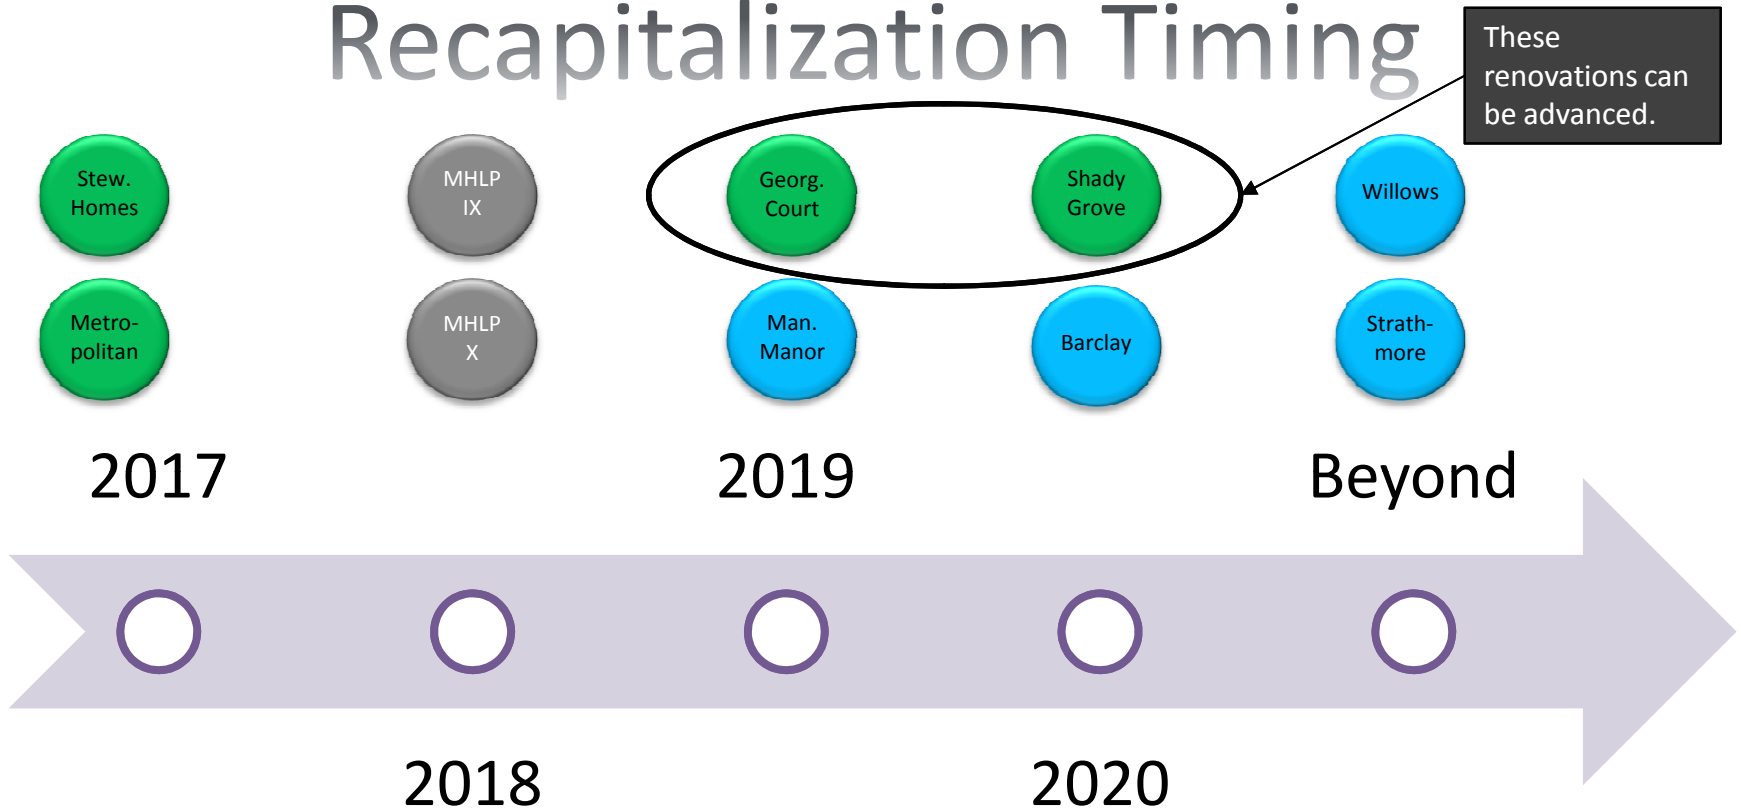 Recapitalization Timing
These
renovations can
be advanced.
Stew.
Homes
MHLP
IX
Georg.
Court
Shady
Grove
Willows
Metro-
politan
MHLP
X
Man.
Manor
Barclay
Strath-
more
2017
2019
Beyond
2018
2020